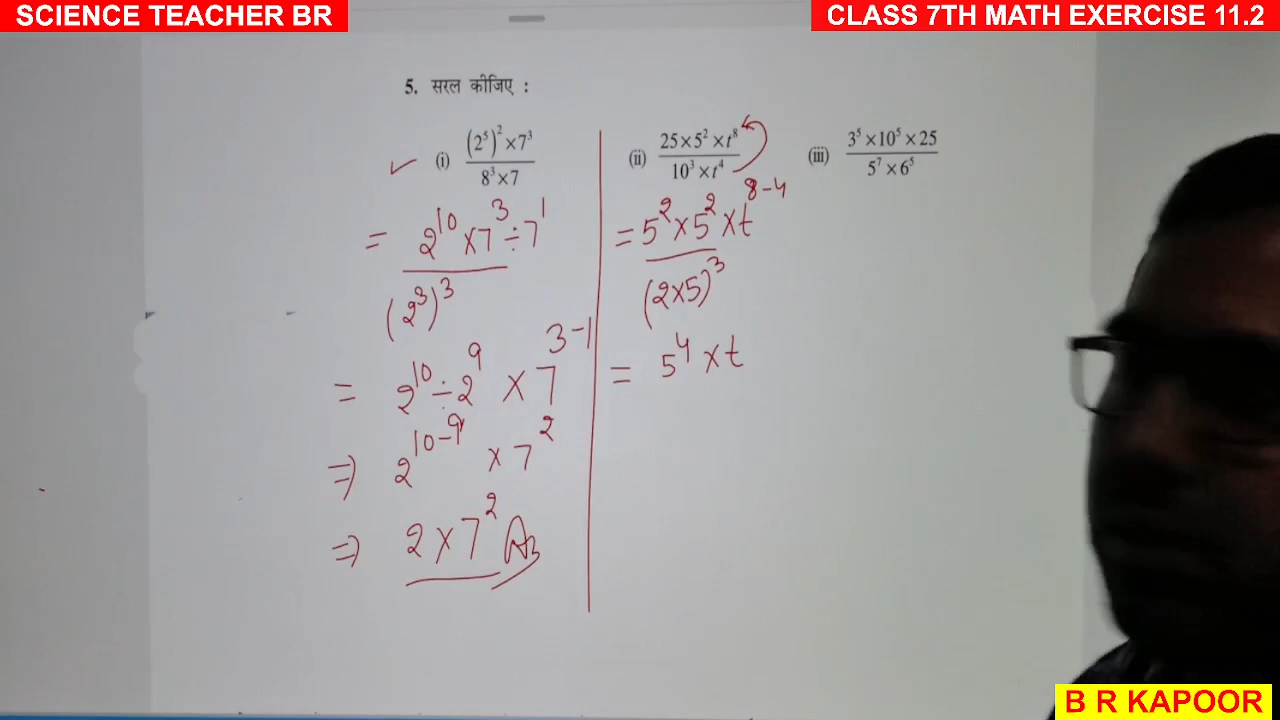 SCIENCE TEACHER BR
CLASS 7TH MATH EXERCISE 11.2
5. सरल कीजिए :
(i) (2⁵)² × 7³ / 8³ × 7
= 2¹⁰ × 7³ ÷ 7¹ / (2³)³
= 2¹⁰ ÷ 2⁹ × 7³⁻¹
⇒ 2¹⁰⁻⁹ × 7²
⇒ 2 × 7² Ans
(ii) 25 × 5² × t⁸ / 10³ × t⁴
= 5² × 5² × t⁸⁻⁴ / (2×5)³
= 5⁴ × t
(iii) 3⁵ × 10⁵ × 25 / 5⁷ × 6⁵
B R KAPOOR